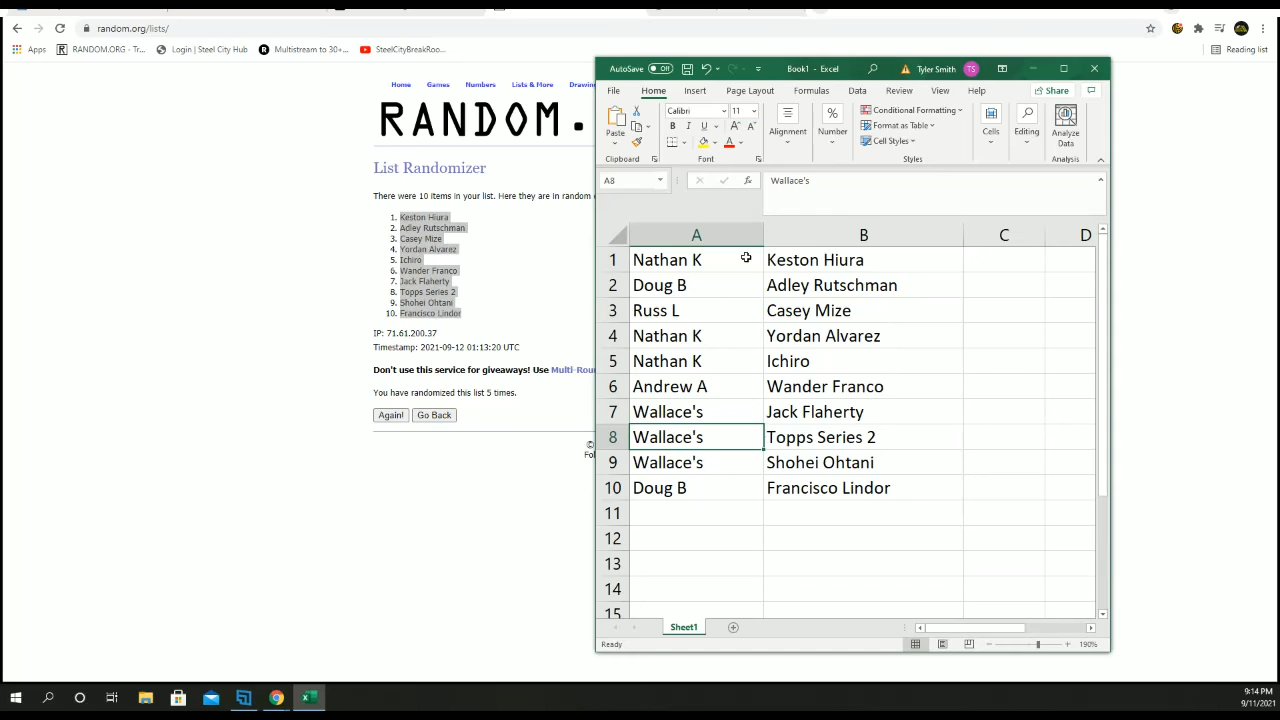 random.org/lists/
Apps
RANDOM.ORG - Tr...
Login | Steel City Hub
Multistream to 30+...
SteelCityBreakRoo...
Reading list
Home Games Numbers Lists & More Drawin
RANDOM.
List Randomizer
There were 10 items in your list. Here they are in random
1. Keston Hiura
2. Adley Rutschman
3. Casey Mize
4. Yordan Alvarez
5. Ichiro
6. Wander Franco
7. Jack Flaherty
8. Topps Series 2
9. Shohei Ohtani
10. Francisco Lindor
IP: 71.61.200.37
Timestamp: 2021-09-12 01:13:20 UTC
Don't use this service for giveaways! Use Multi-Rou
You have randomized this list 5 times.
Again! Go Back
©
Fol
AutoSave Off
Book1 - Excel
Tyler Smith TS
File Home Insert Page Layout Formulas Data Review View Help Share
Paste
Clipboard
Calibri 11
B I U A A
A
Font
Alignment
%
Number
Conditional Formatting
Format as Table
Cell Styles
Styles
Cells
Editing
Analyze
Data
Analysis
A8 fx Wallace's
A B C D
1 Nathan K Keston Hiura
2 Doug B Adley Rutschman
3 Russ L Casey Mize
4 Nathan K Yordan Alvarez
5 Nathan K Ichiro
6 Andrew A Wander Franco
7 Wallace's Jack Flaherty
8 Wallace's Topps Series 2
9 Wallace's Shohei Ohtani
10 Doug B Francisco Lindor
11
12
13
14
15
Sheet1
Ready
190%
9:14 PM
9/11/2021